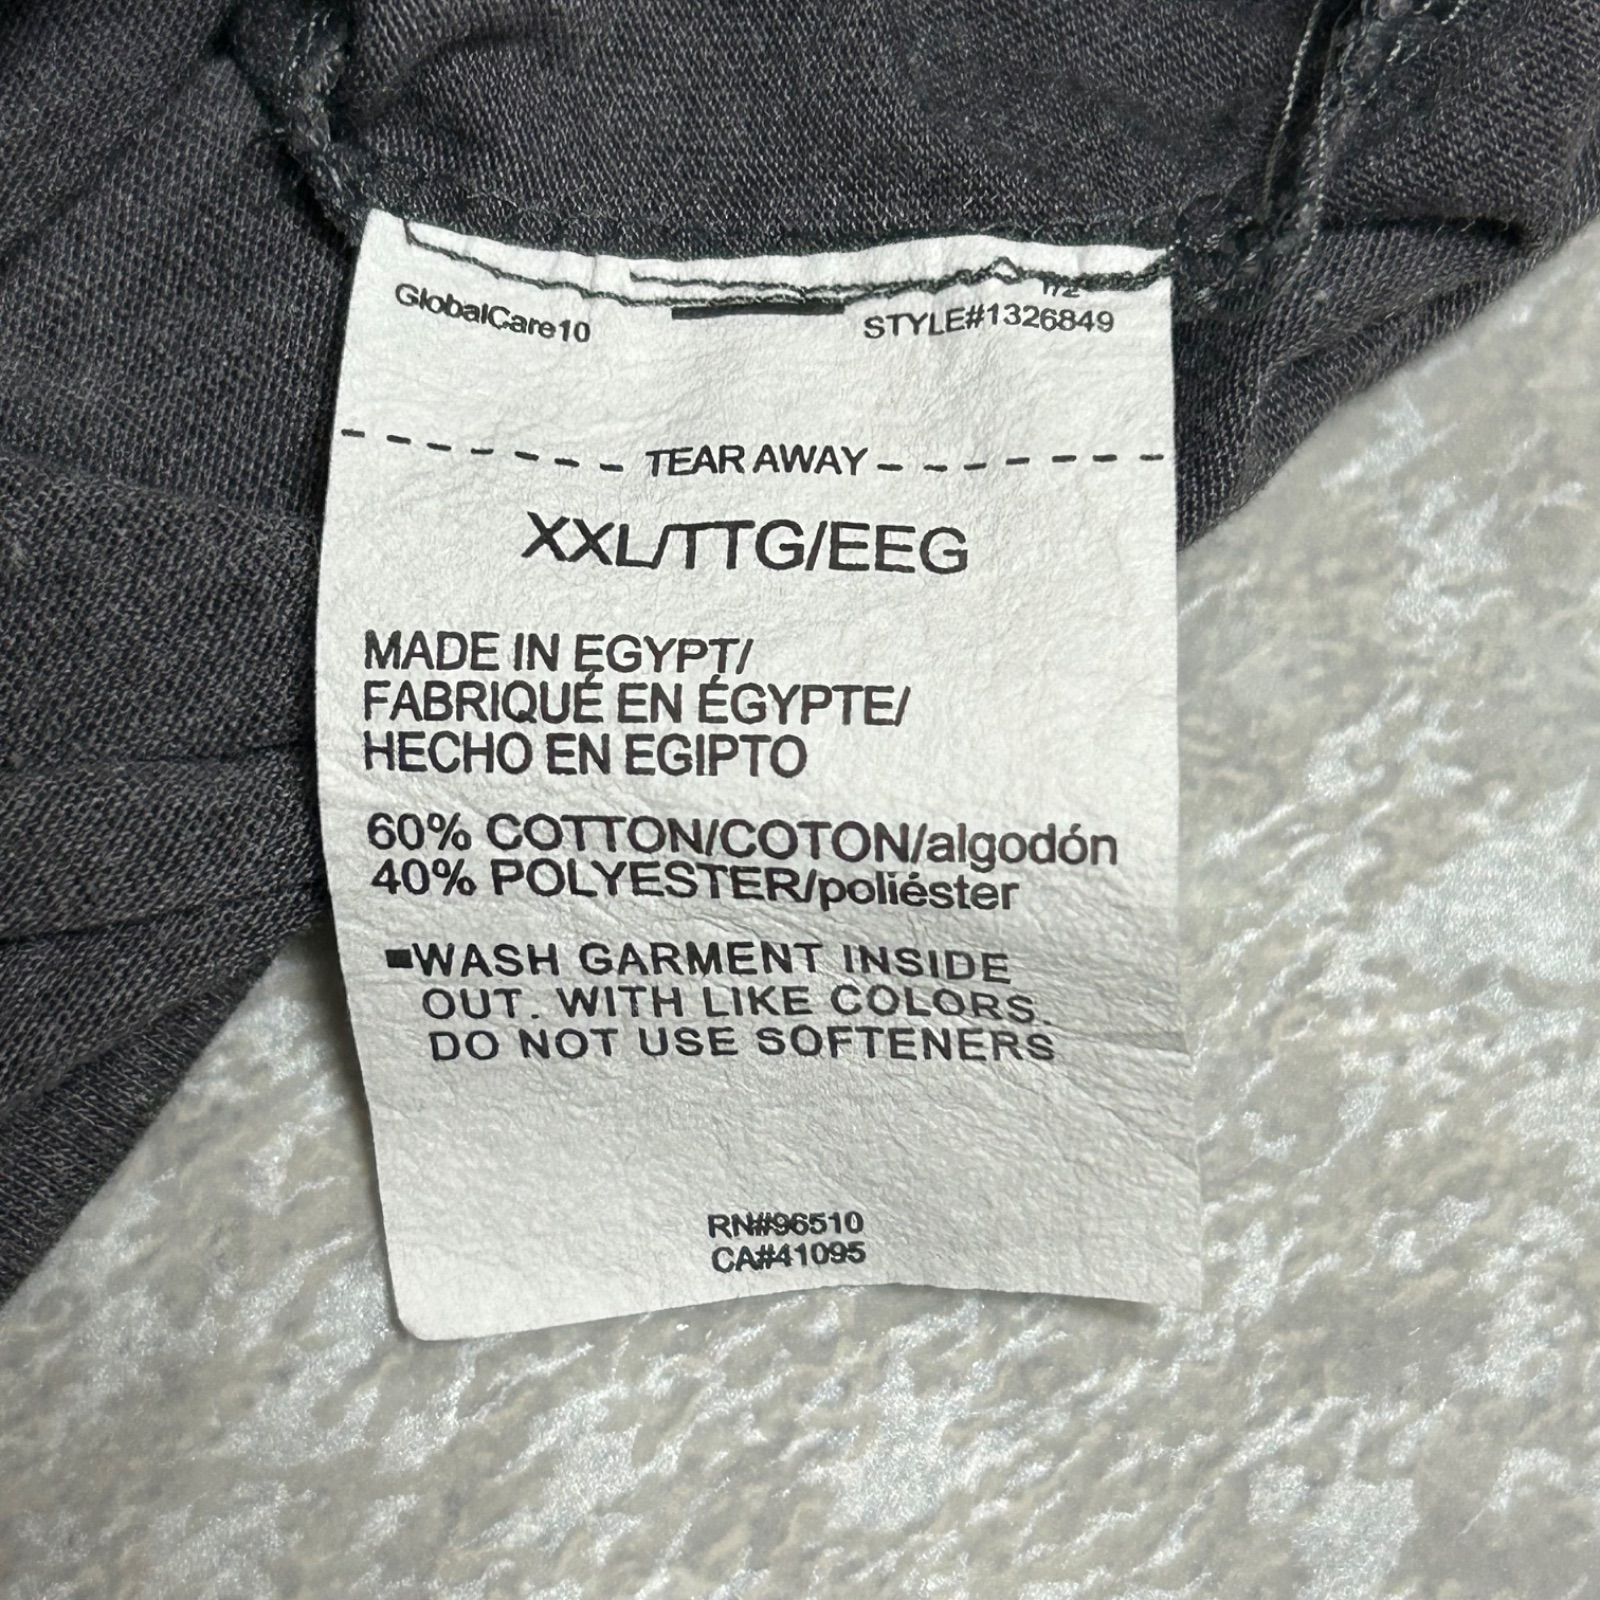 1/2
GlobalCare10
STYLE#1326849
TEAR AWAY
XXL/TTG/EEG
MADE IN EGYPT/
FABRIQUÉ EN ÉGYPTE/
HECHO EN EGIPTO
60% COTTON/COTON/algodón
40% POLYESTER/poliéster
WASH GARMENT INSIDE
OUT. WITH LIKE COLORS.
DO NOT USE SOFTENERS
RN#96510
CA#41095